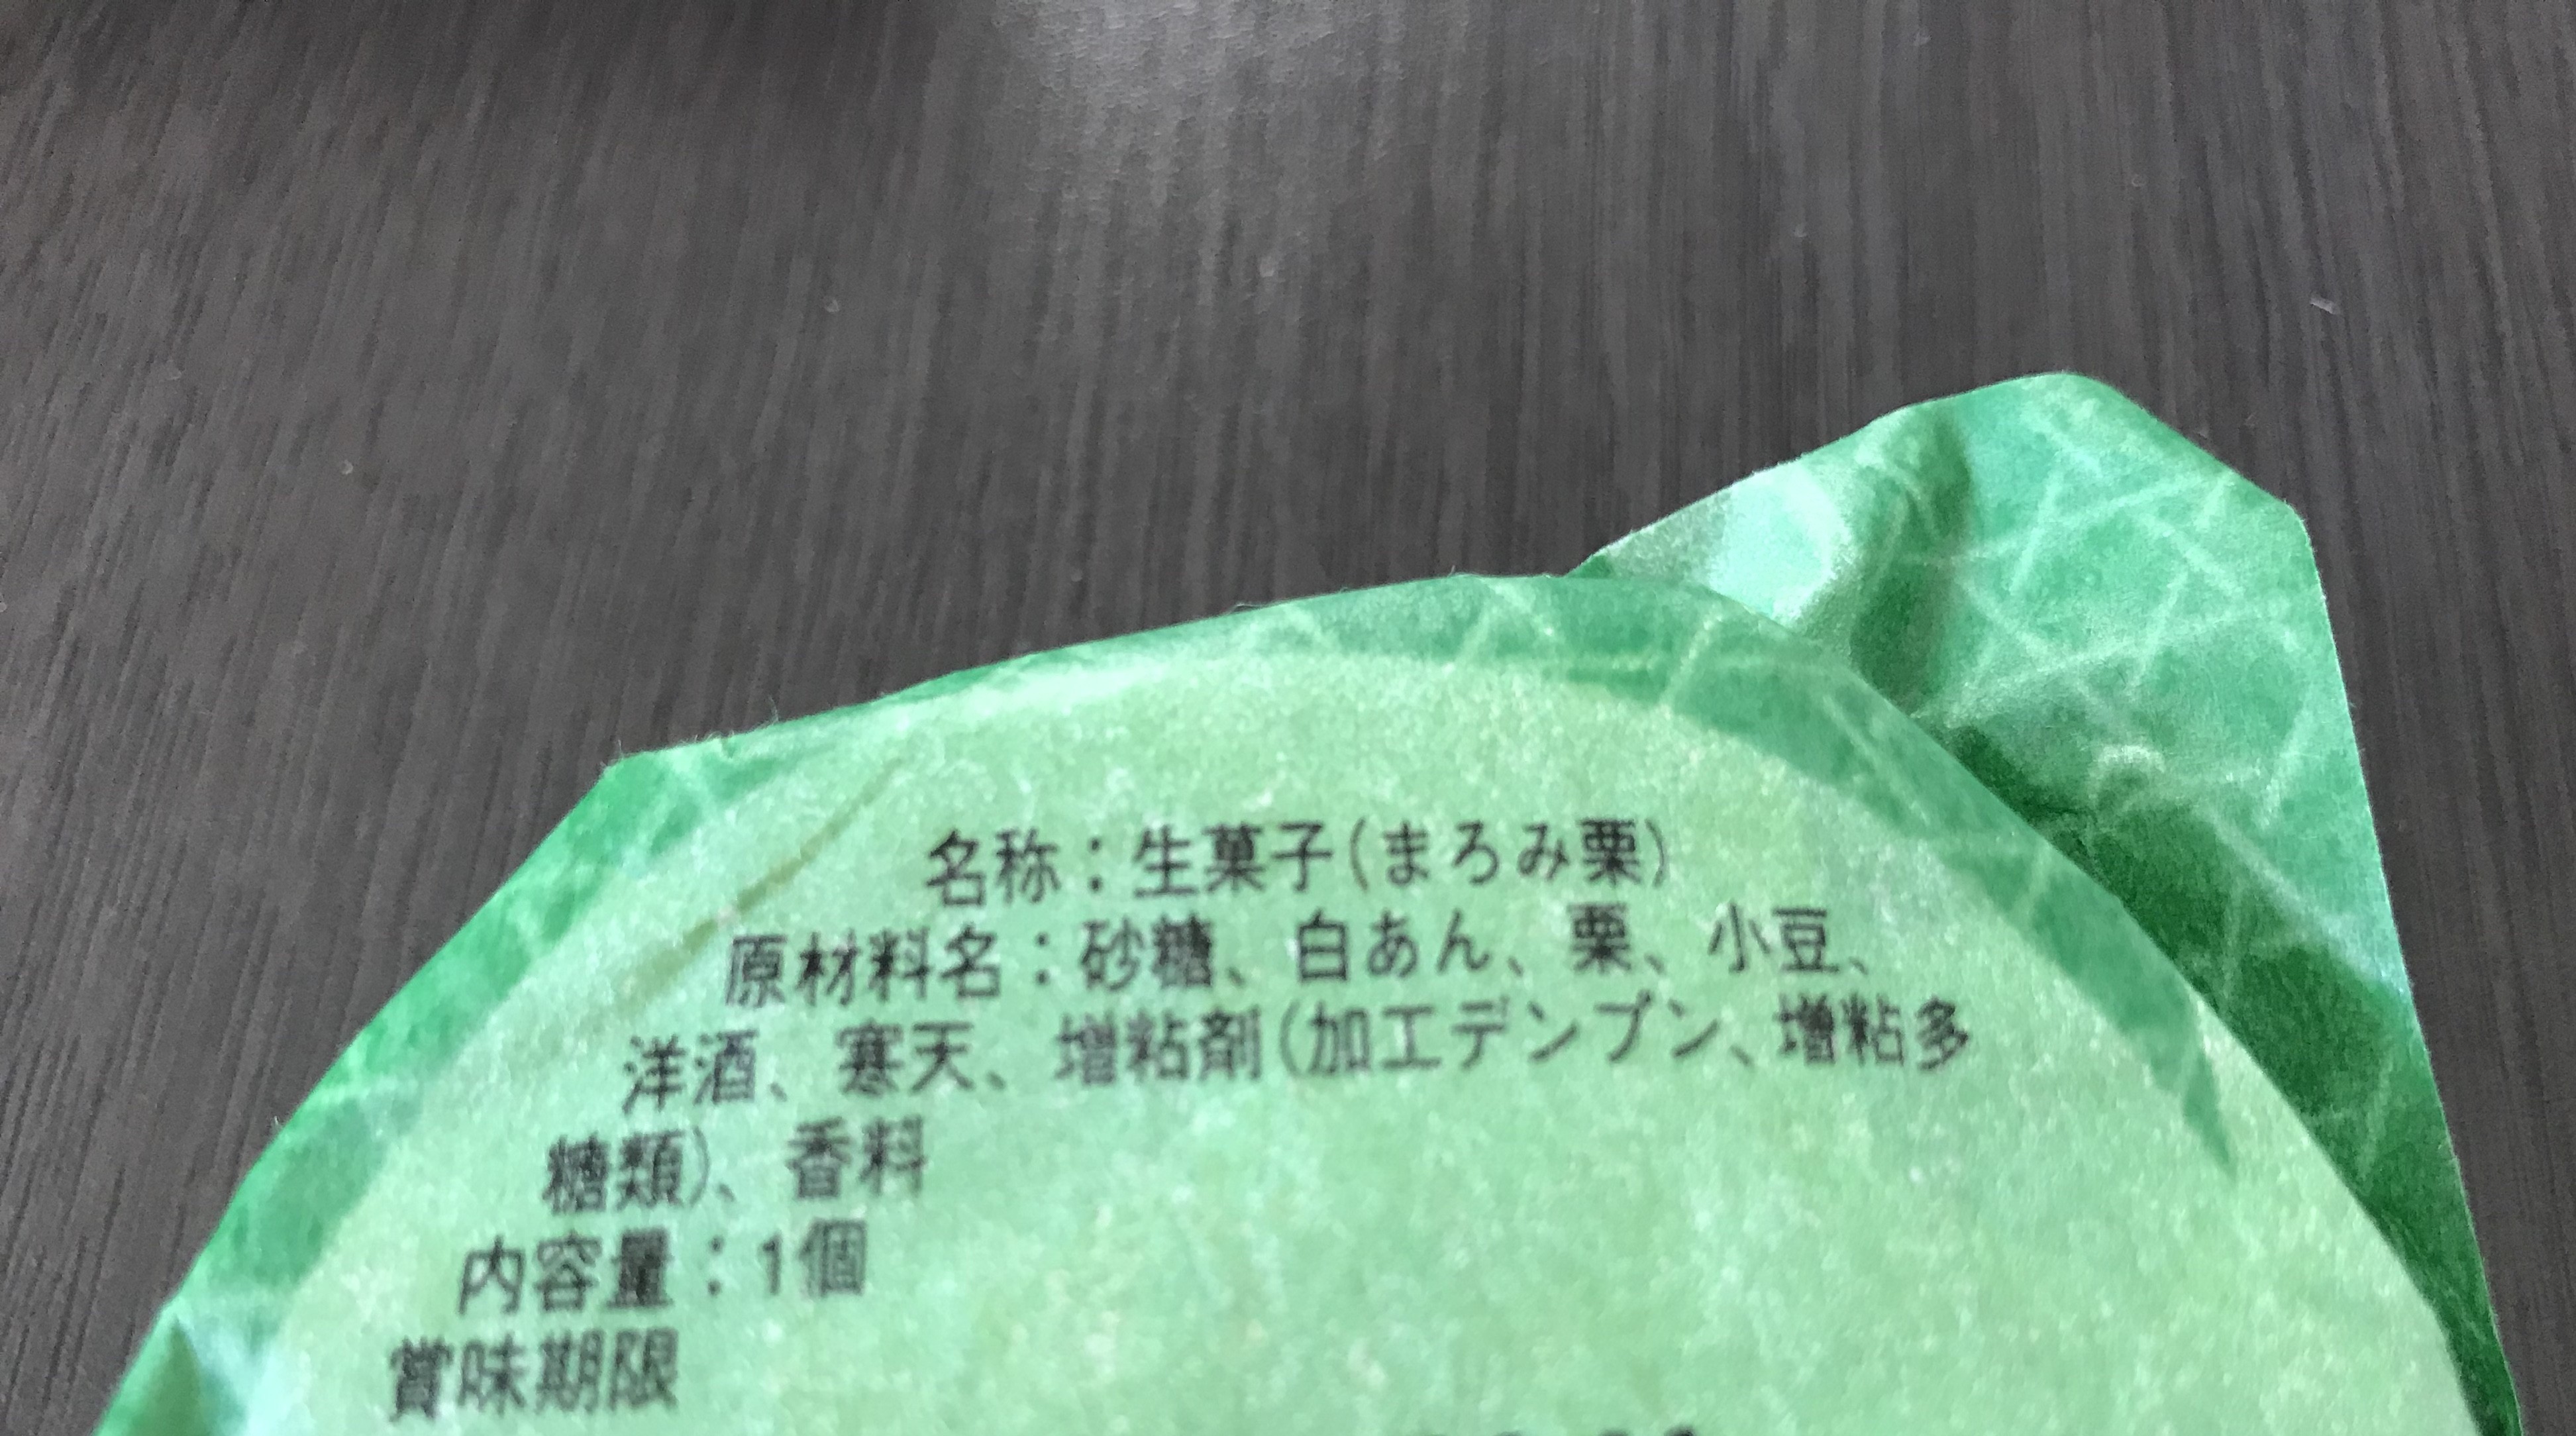 名称：生菓子(まろみ栗)
原材料名：砂糖、白あん、栗、小豆、
洋酒、寒天、増粘剤(加工デンプン、増粘多
糖類)、香料
内容量：1個
賞味期限